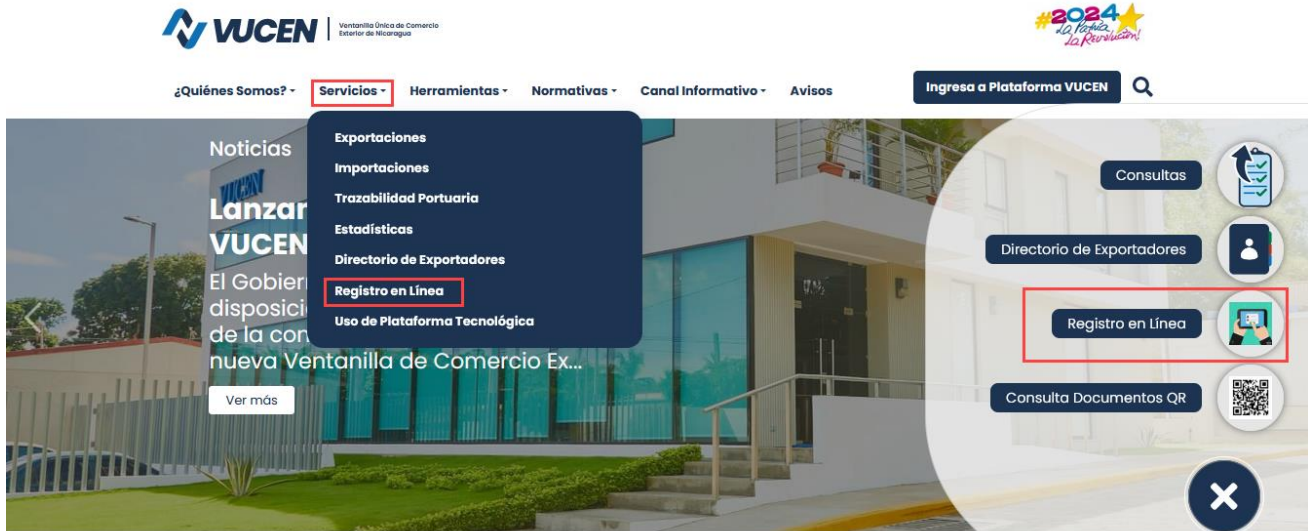 VUCEN
Ventanilla Única de Comercio
Exterior de Nicaragua
#2024
La Patria,
La Revolución!
¿Quiénes Somos?
Servicios
Herramientas
Normativas
Canal Informativo
Avisos
Ingresa a Plataforma VUCEN
Exportaciones
Importaciones
Trazabilidad Portuaria
Estadísticas
Directorio de Exportadores
Registro en Línea
Uso de Plataforma Tecnológica
Noticias
VUCEN
Lanzar
VUCEN
El Gobier
disposici
de la con
nueva Ventanilla de Comercio Ex...
Ver más
Consultas
Directorio de Exportadores
Registro en Línea
Consulta Documentos QR